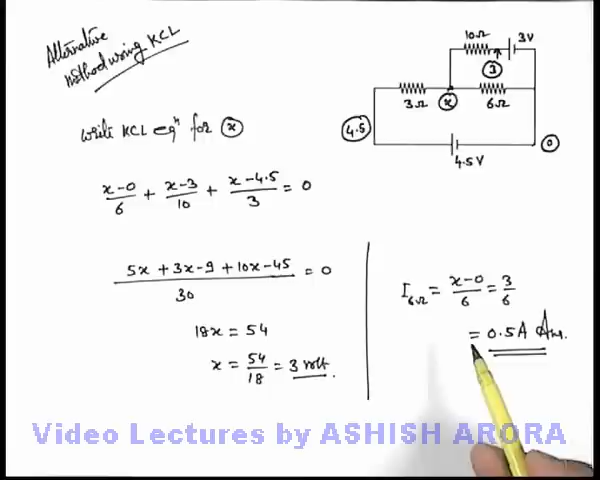 Alternative
method using KCL
10Ω
3V
3
3Ω
x
6Ω
4.5
0
4.5V
write KCL eqⁿ for x
x-0/6 + x-3/10 + x-4.5/3 = 0
5x + 3x-9 + 10x-45/30 = 0
18x = 54
x = 54/18 = 3 volt.
I6Ω = x-0/6 = 3/6
= 0.5A Ans.
Video Lectures by ASHISH ARORA